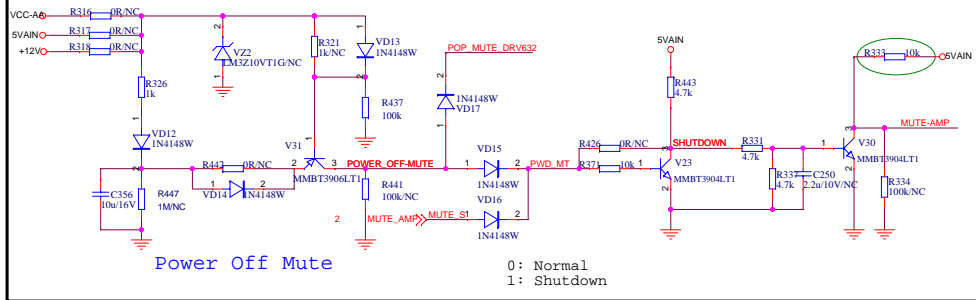 VCC-AA
R316
0R/NC
5VAIN
R317
0R/NC
+12V
R318
0R/NC
VZ2
LM3Z10VT1G/NC
R321
1k/NC
VD13
1N4148W
POP_MUTE_DRV632
5VAIN
R333
10k
5VAIN
R326
1k
R437
100k
1N4148W
VD17
R443
4.7k
MUTE-AMP
VD12
1N4148W
V31
MMBT3906LT1
R442
0R/NC
VD14
1N4148W
POWER_OFF-MUTE
VD15
1N4148W
PWD_MT
R426
0R/NC
R371
10k
SHUTDOWN
V23
MMBT3904LT1
R331
4.7k
V30
MMBT3904LT1
C356
10u/16V
R447
1M/NC
R441
100k/NC
2
MUTE_AMP
MUTE_S
VD16
1N4148W
R337
4.7k
C250
2.2u/10V/NC
R334
100k/NC
Power Off Mute
0: Normal
1: Shutdown